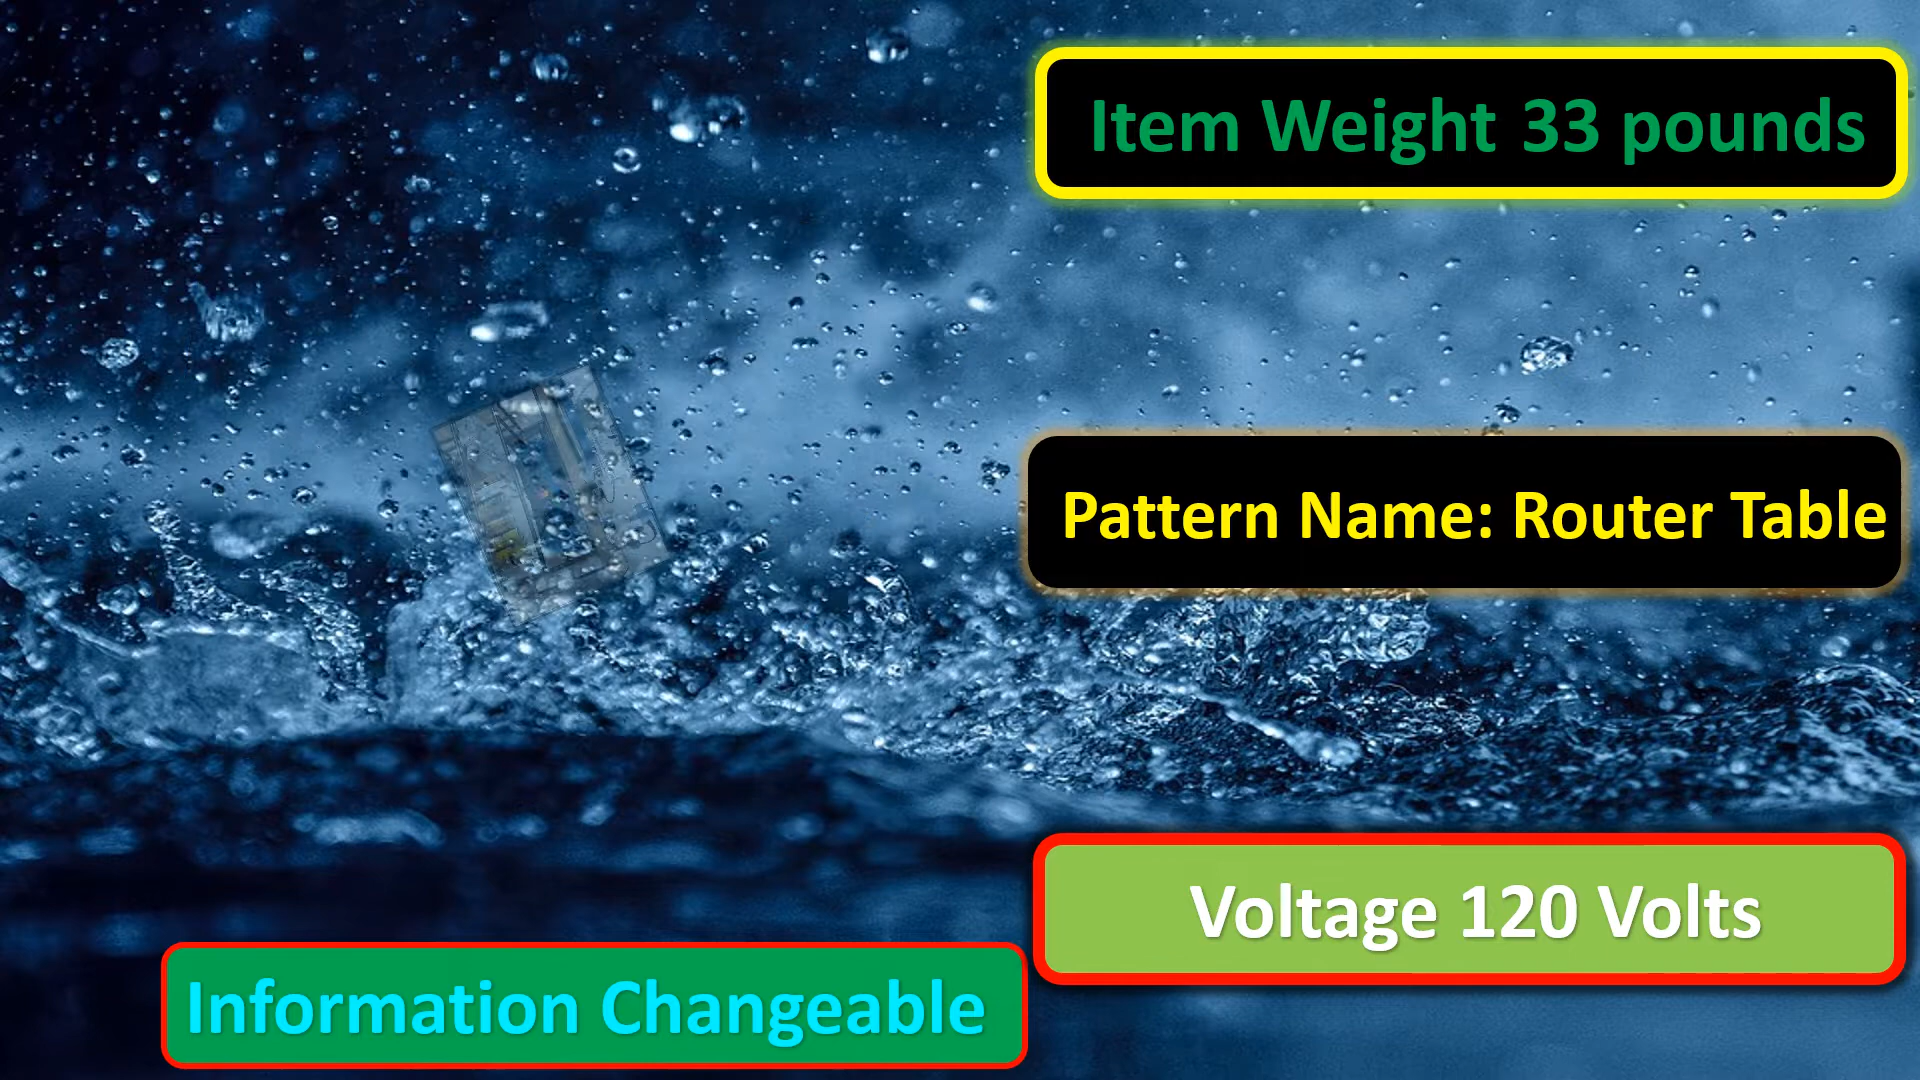 Item Weight 33 pounds
Pattern Name: Router Table
Voltage 120 Volts
Information Changeable